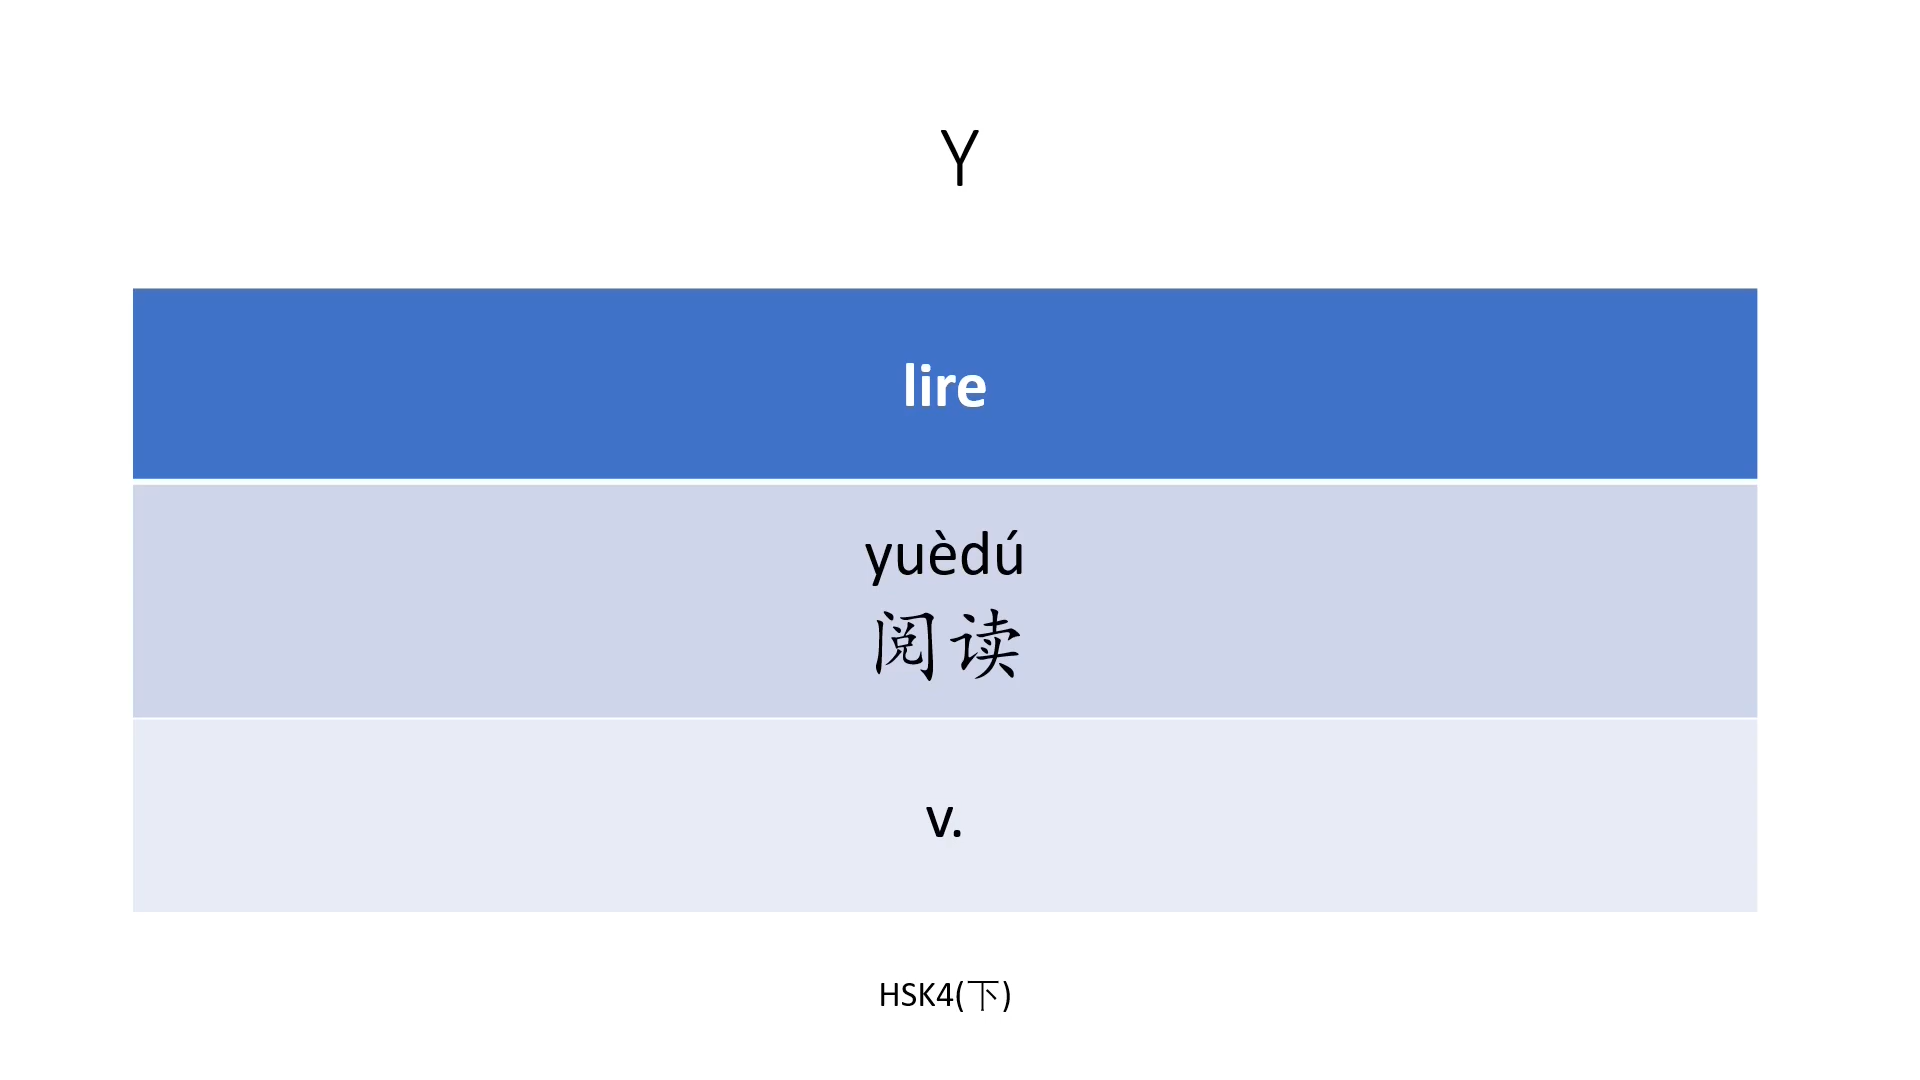 Y
lire
yuèdú
阅读
v.
HSK4(下)